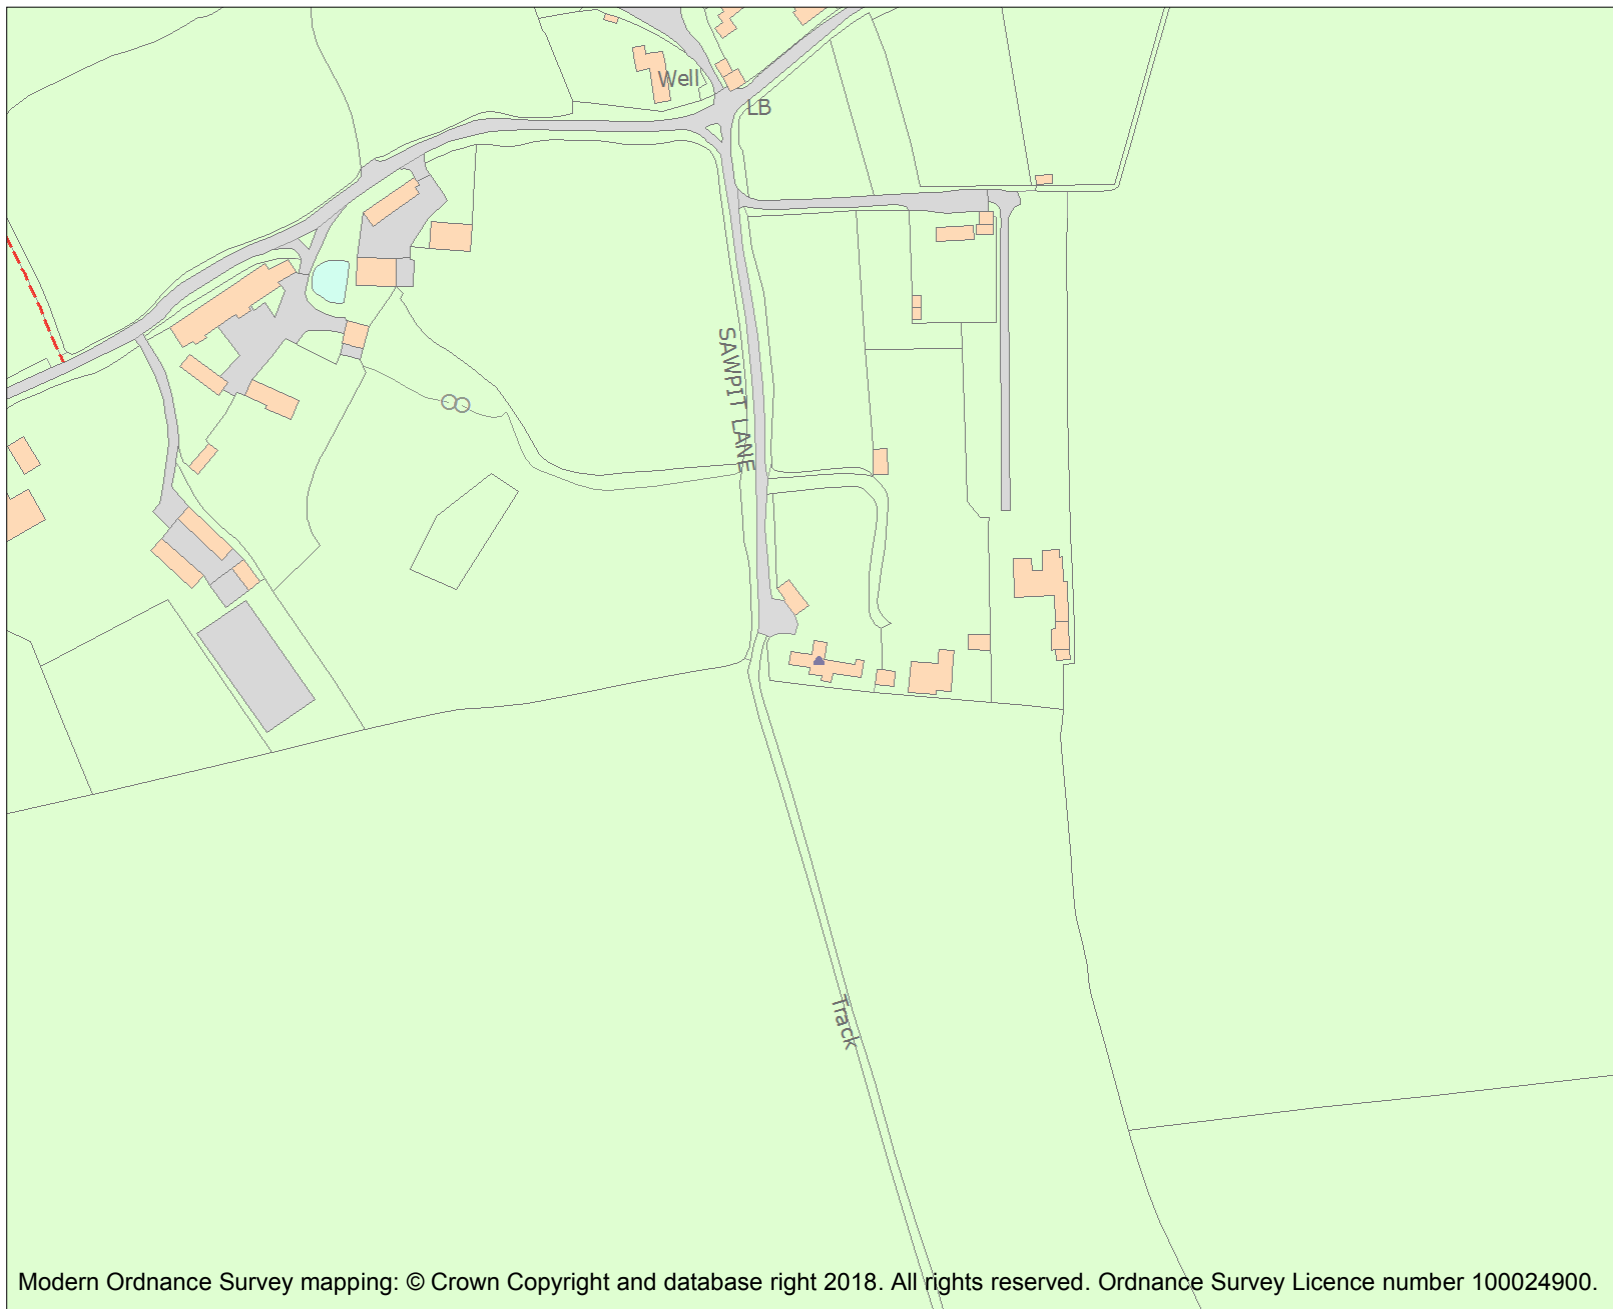 Well
LB
SAWPIT LANE
Track
Modern Ordnance Survey mapping: © Crown Copyright and database right 2018. All rights reserved. Ordnance Survey Licence number 100024900.